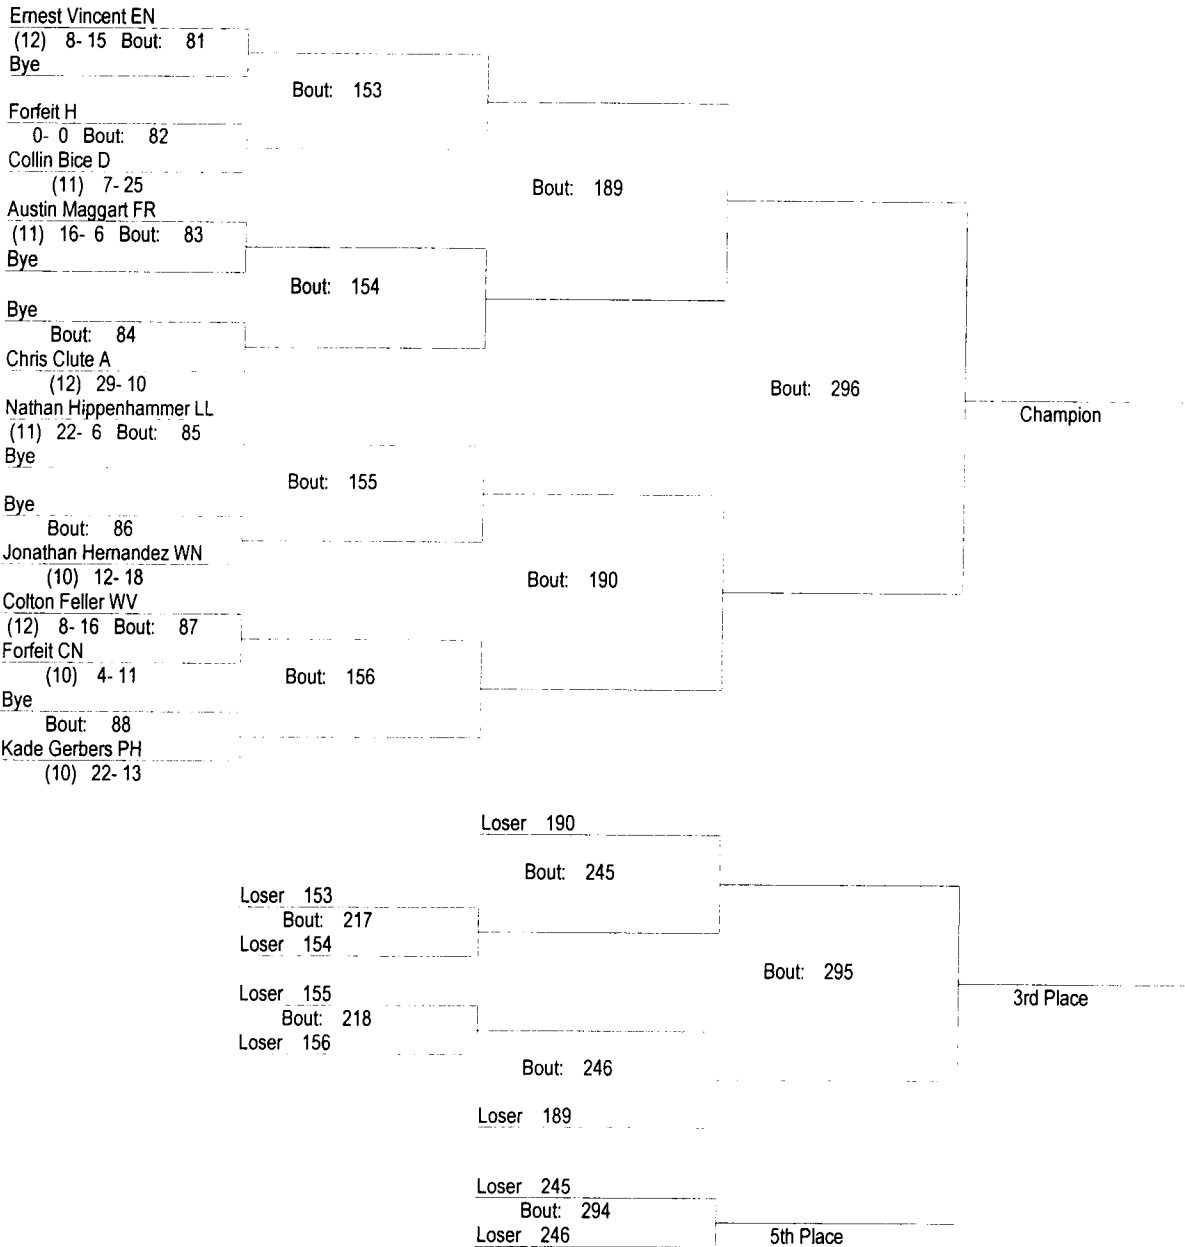 Ernest Vincent EN
(12) 8- 15 Bout: 81
Bye
Bout: 153
Forfeit H
0- 0 Bout: 82
Collin Bice D
(11) 7- 25
Bout: 189
Austin Maggart FR
(11) 16- 6 Bout: 83
Bye
Bout: 154
Bye
Bout: 84
Chris Clute A
(12) 29- 10
Bout: 296
Champion
Nathan Hippenhammer LL
(11) 22- 6 Bout: 85
Bye
Bout: 155
Bye
Bout: 86
Jonathan Hernandez WN
(10) 12- 18
Bout: 190
Colton Feller WV
(12) 8- 16 Bout: 87
Forfeit CN
(10) 4- 11
Bout: 156
Bye
Bout: 88
Kade Gerbers PH
(10) 22- 13
Loser 190
Bout: 245
Loser 153
Bout: 217
Loser 154
Bout: 295
3rd Place
Loser 155
Bout: 218
Loser 156
Bout: 246
Loser 189
Loser 245
Bout: 294
Loser 246
5th Place